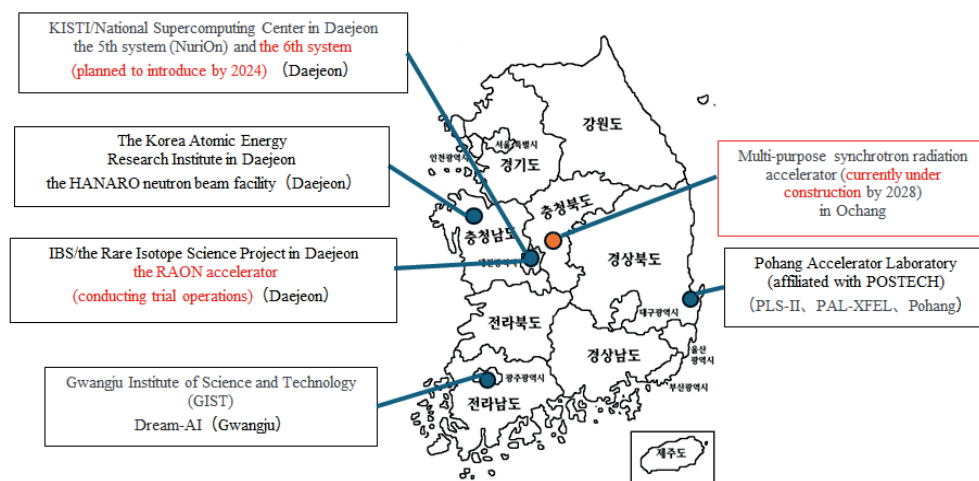 KISTI/National Supercomputing Center in Daejeon
the 5th system (NuriOn) and the 6th system
(planned to introduce by 2024) (Daejeon)
The Korea Atomic Energy
Research Institute in Daejeon
the HANARO neutron beam facility (Daejeon)
IBS/the Rare Isotope Science Project in Daejeon
the RAON accelerator
(conducting trial operations) (Daejeon)
Gwangju Institute of Science and Technology
(GIST)
Dream-AI (Gwangju)
강원도
서울특별시
인천광역시
경기도
충청북도
충청남도
대전광역시
경상북도
대구광역시
전라북도
경상남도
울산
광역시
부산광역시
광주광역시
전라남도
제주도
Multi-purpose synchrotron radiation
accelerator (currently under
construction by 2028)
in Ochang
Pohang Accelerator Laboratory
(affiliated with POSTECH)
(PLS-II、PAL-XFEL、Pohang)